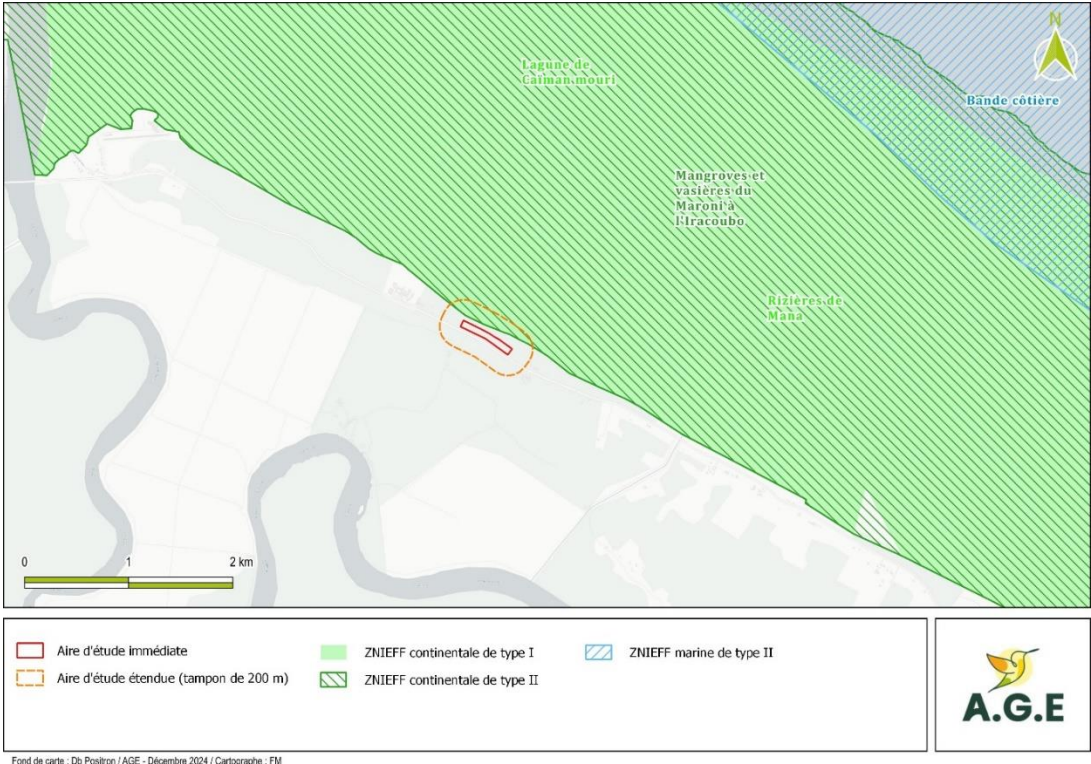 N
Lagune de
Caïman mouri
Bande côtière
Mangroves et
vasières du
Maroni à
l'Iracoubo
Rizières de
Mana
0 1 2 km
Aire d'étude immédiate
Aire d'étude étendue (tampon de 200 m)
ZNIEFF continentale de type I
ZNIEFF continentale de type II
ZNIEFF marine de type II
A.G.E
Fond de carte : Db Positron / AGE - Décembre 2024 / Cartographe : FM